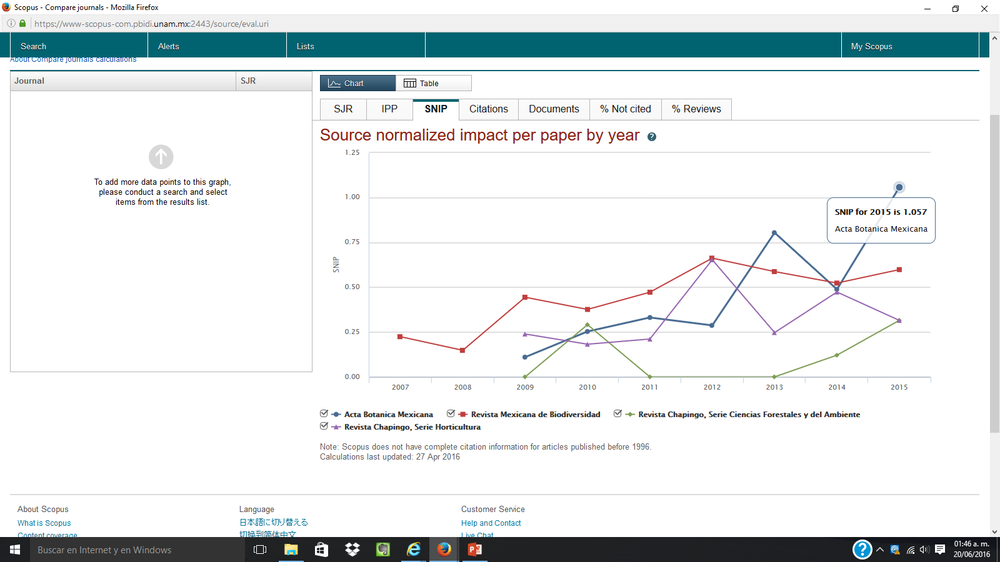 Scopus - Compare journals - Mozilla Firefox
https://www-scopus-com.pbidi.unam.mx:2443/source/eval.uri
Search Alerts Lists My Scopus
About Compare journals calculations
Journal SJR
Chart Table
SJR IPP SNIP Citations Documents % Not cited % Reviews
Source normalized impact per paper by year ?
To add more data points to this graph,
please conduct a search and select
items from the results list.
1.25
1.00
0.75
0.50
0.25
0.00
SNIP
SNIP for 2015 is 1.057
Acta Botanica Mexicana
2007 2008 2009 2010 2011 2012 2013 2014 2015
Acta Botanica Mexicana Revista Mexicana de Biodiversidad Revista Chapingo, Serie Ciencias Forestales y del Ambiente
Revista Chapingo, Serie Horticultura
Note: Scopus does not have complete citation information for articles published before 1996.
Calculations last updated: 27 Apr 2016
About Scopus Language Customer Service
What is Scopus 日本語に切り替える Help and Contact
Content coverage 切换到简体中文 Live Chat
Buscar en Internet y en Windows
01:46 a. m.
20/06/2016